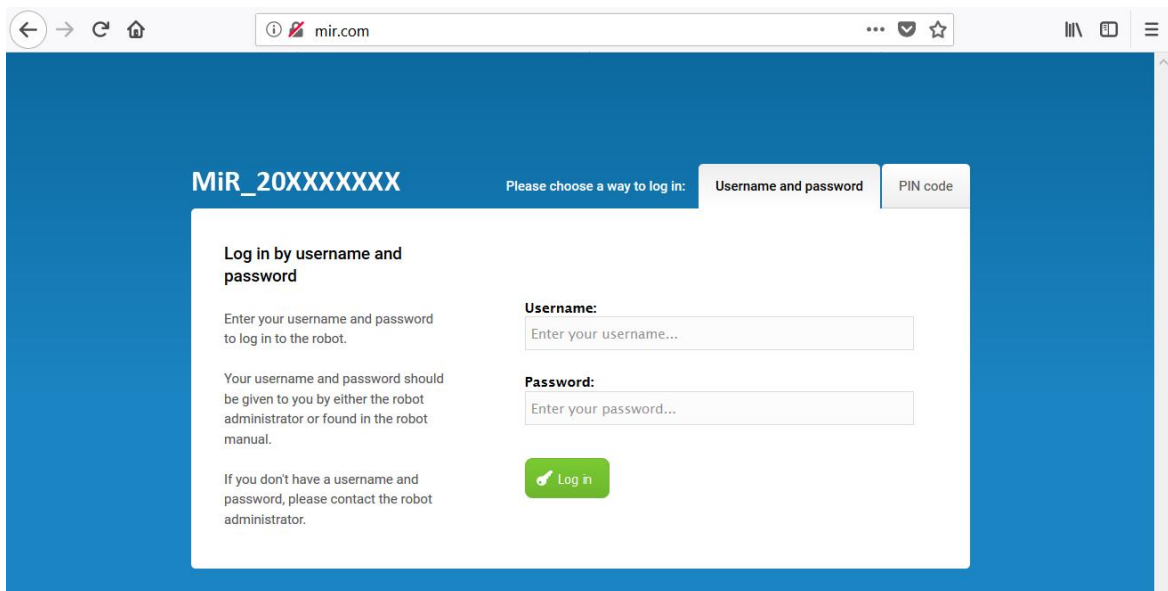 mir.com
MiR_20XXXXXXX
Please choose a way to log in:
Username and password
PIN code
Log in by username and
password
Enter your username and password
to log in to the robot.
Your username and password should
be given to you by either the robot
administrator or found in the robot
manual.
If you don't have a username and
password, please contact the robot
administrator.
Username:
Enter your username...
Password:
Enter your password...
Log in